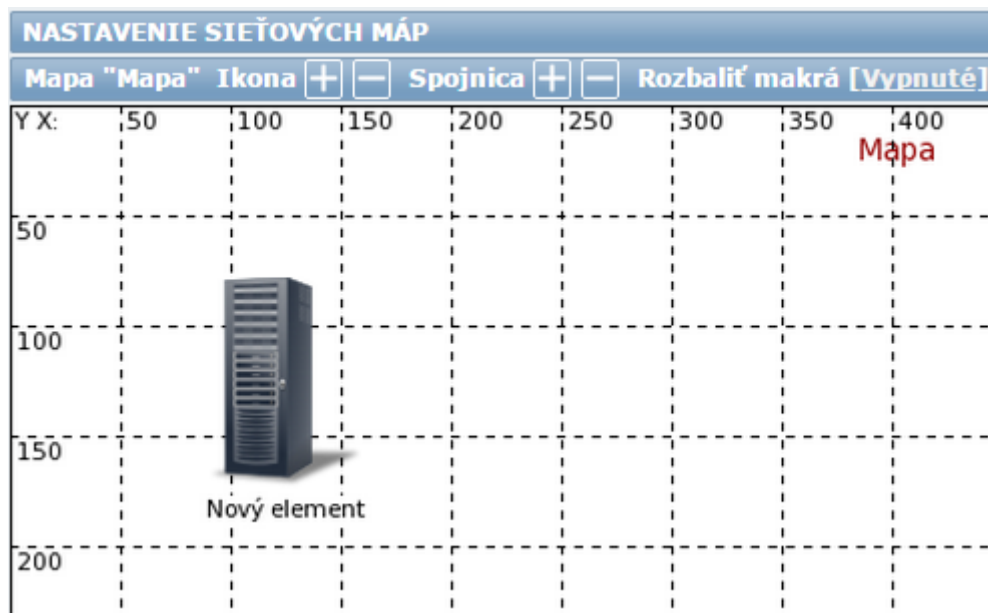 NASTAVENIE SIEŤOVÝCH MÁP
Mapa "Mapa" Ikona + − Spojnica + − Rozbaliť makrá [Vypnuté]
Y X: 50 100 150 200 250 300 350 400
Mapa
50
100
150
Nový element
200